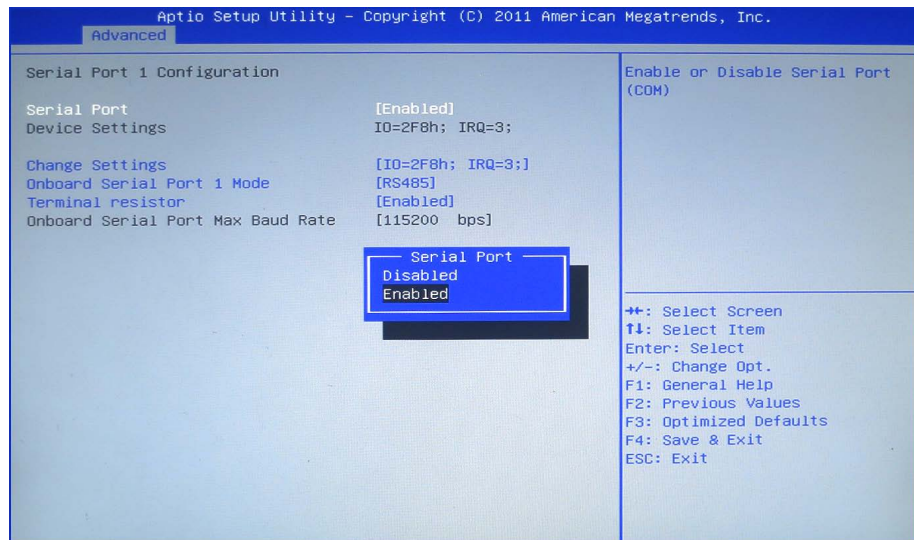 Aptio Setup Utility – Copyright (C) 2011 American Megatrends, Inc.
Advanced
Serial Port 1 Configuration
Serial Port [Enabled]
Device Settings IO=2F8h; IRQ=3;
Change Settings [IO=2F8h; IRQ=3;]
Onboard Serial Port 1 Mode [RS485]
Terminal resistor [Enabled]
Onboard Serial Port Max Baud Rate [115200 bps]
Serial Port
Disabled
Enabled
Enable or Disable Serial Port
(COM)
→←: Select Screen
↑↓: Select Item
Enter: Select
+/-: Change Opt.
F1: General Help
F2: Previous Values
F3: Optimized Defaults
F4: Save & Exit
ESC: Exit